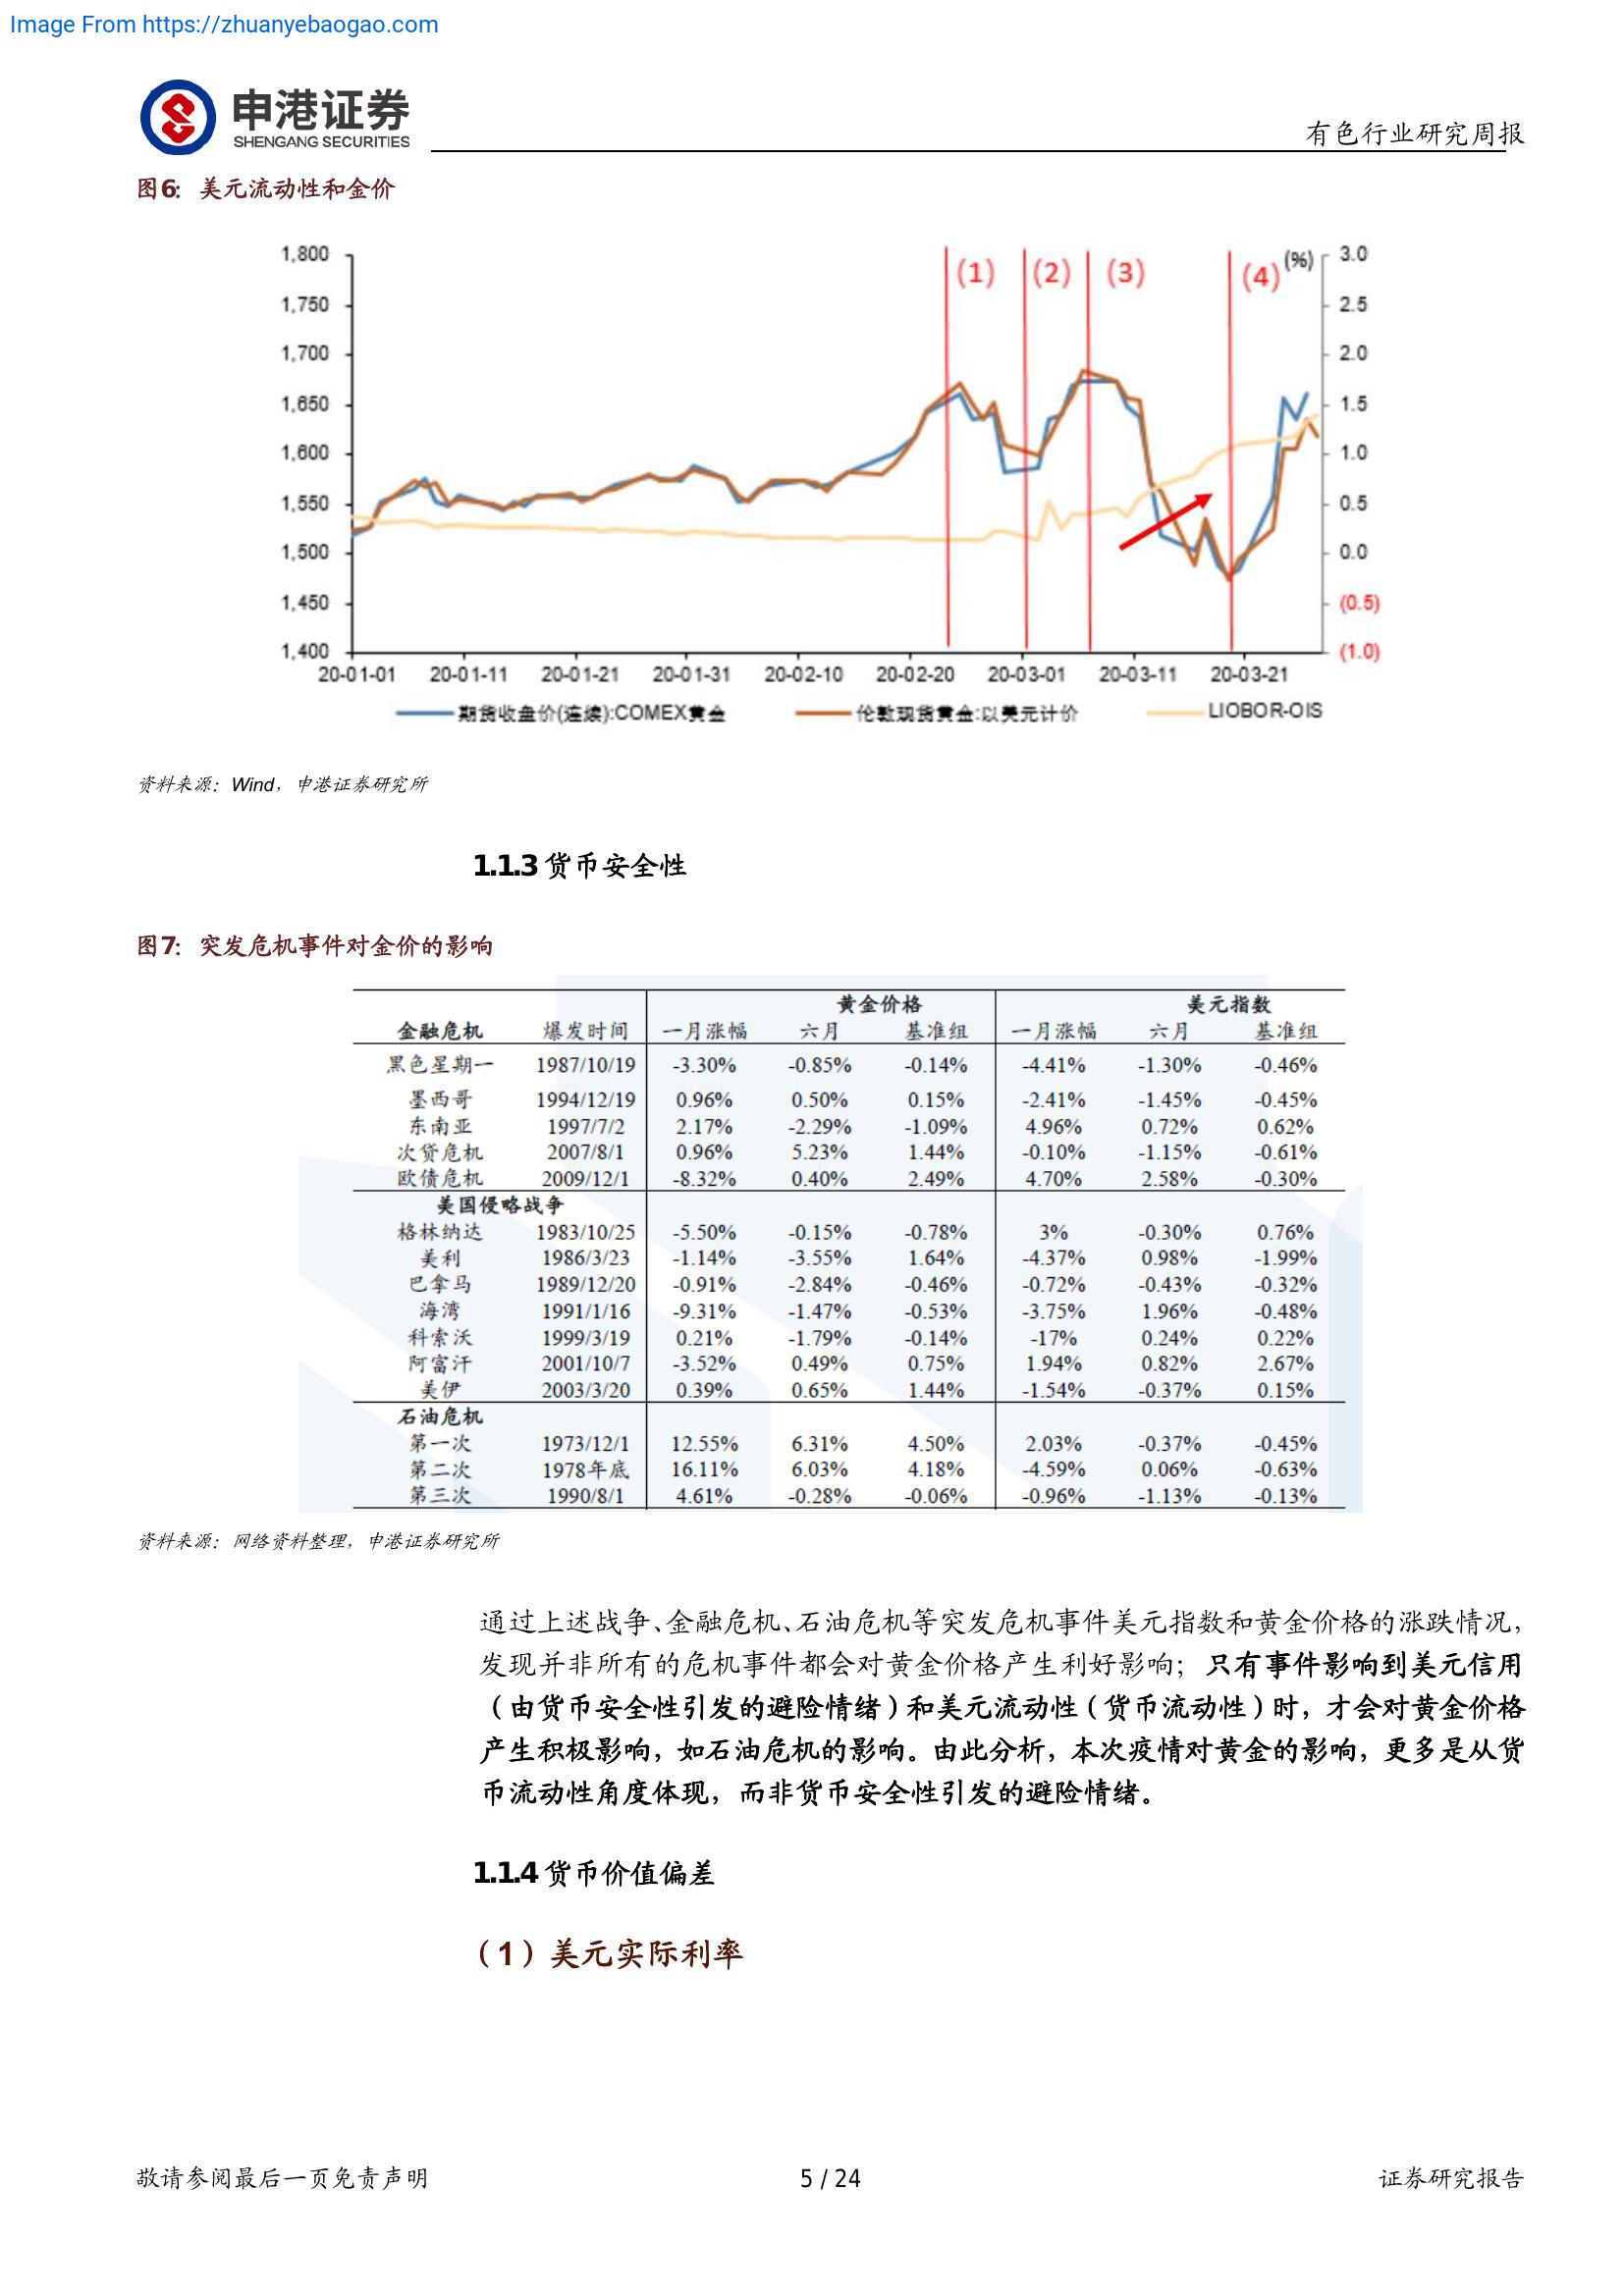 Image From https://zhuanyebaogao.com
申港证券
SHENGANG SECURITIES
有色行业研究周报
图6: 美元流动性和金价
1,800
1,750
1,700
1,650
1,600
1,550
1,500
1,450
1,400
(1) (2) (3) (4) (%)
3.0
2.5
2.0
1.5
1.0
0.5
0.0
(0.5)
(1.0)
20-01-01 20-01-11 20-01-21 20-01-31 20-02-10 20-02-20 20-03-01 20-03-11 20-03-21
期货收盘价(连续):COMEX黄金 伦敦现货黄金:以美元计价 LIOBOR-OIS
资料来源：Wind，申港证券研究所
1.1.3 货币安全性
图7: 突发危机事件对金价的影响
黄金价格 美元指数
金融危机 爆发时间 一月涨幅 六月 基准组 一月涨幅 六月 基准组
黑色星期一 1987/10/19 -3.30% -0.85% -0.14% -4.41% -1.30% -0.46%
墨西哥 1994/12/19 0.96% 0.50% 0.15% -2.41% -1.45% -0.45%
东南亚 1997/7/2 2.17% -2.29% -1.09% 4.96% 0.72% 0.62%
次贷危机 2007/8/1 0.96% 5.23% 1.44% -0.10% -1.15% -0.61%
欧债危机 2009/12/1 -8.32% 0.40% 2.49% 4.70% 2.58% -0.30%
美国侵略战争
格林纳达 1983/10/25 -5.50% -0.15% -0.78% 3% -0.30% 0.76%
美利 1986/3/23 -1.14% -3.55% 1.64% -4.37% 0.98% -1.99%
巴拿马 1989/12/20 -0.91% -2.84% -0.46% -0.72% -0.43% -0.32%
海湾 1991/1/16 -9.31% -1.47% -0.53% -3.75% 1.96% -0.48%
科索沃 1999/3/19 0.21% -1.79% -0.14% -17% 0.24% 0.22%
阿富汗 2001/10/7 -3.52% 0.49% 0.75% 1.94% 0.82% 2.67%
美伊 2003/3/20 0.39% 0.65% 1.44% -1.54% -0.37% 0.15%
石油危机
第一次 1973/12/1 12.55% 6.31% 4.50% 2.03% -0.37% -0.45%
第二次 1978年底 16.11% 6.03% 4.18% -4.59% 0.06% -0.63%
第三次 1990/8/1 4.61% -0.28% -0.06% -0.96% -1.13% -0.13%
资料来源：网络资料整理，申港证券研究所
通过上述战争、金融危机、石油危机等突发危机事件美元指数和黄金价格的涨跌情况，
发现并非所有的危机事件都会对黄金价格产生利好影响；只有事件影响到美元信用
（由货币安全性引发的避险情绪）和美元流动性（货币流动性）时，才会对黄金价格
产生积极影响，如石油危机的影响。由此分析，本次疫情对黄金的影响，更多是从货
币流动性角度体现，而非货币安全性引发的避险情绪。
1.1.4 货币价值偏差
（1）美元实际利率
敬请参阅最后一页免责声明
5 / 24
证券研究报告